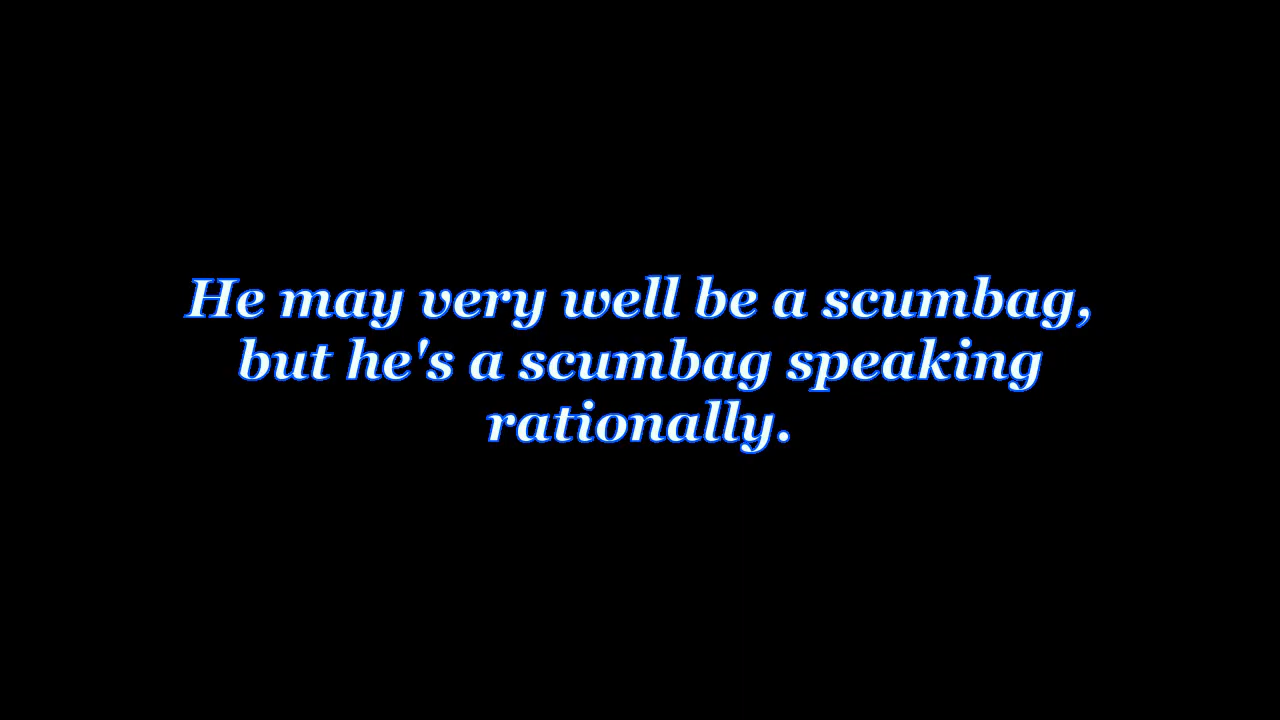 He may very well be a scumbag,
but he's a scumbag speaking
rationally.